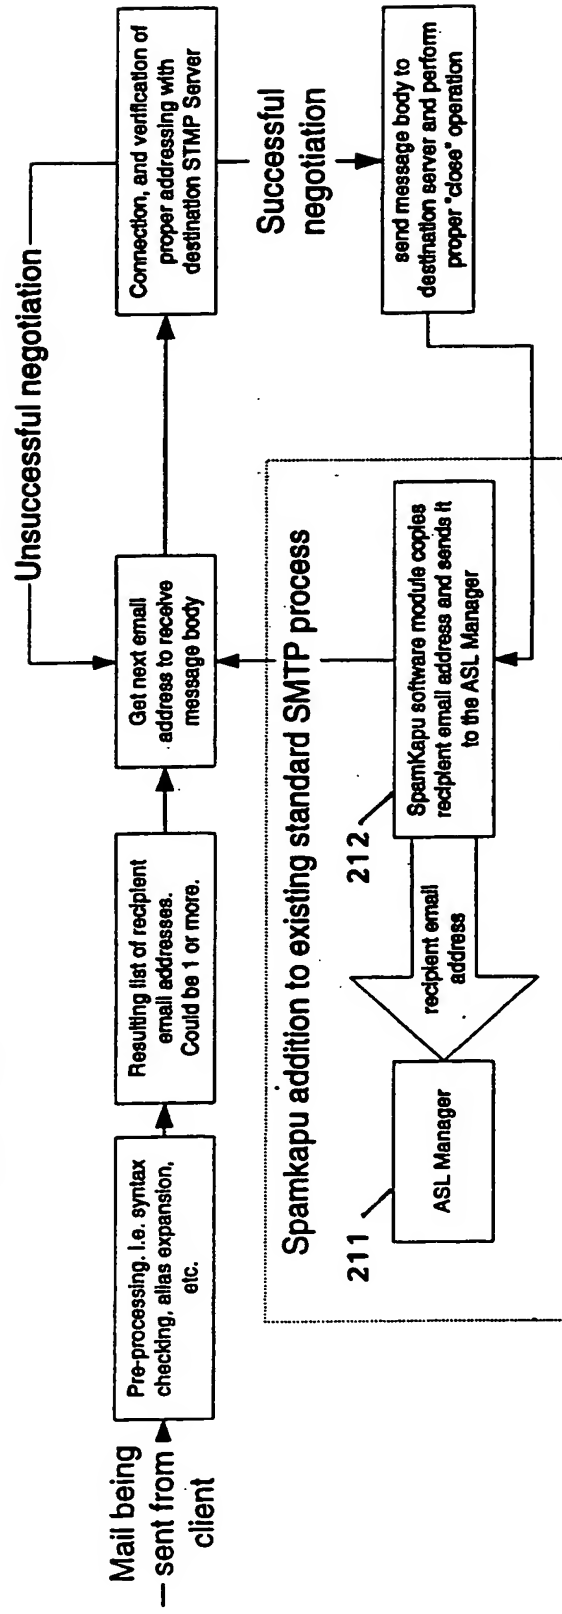 Mail being
sent from
client
Pre-processing. I.e. syntax
checking, alias expansion,
etc.
Resulting list of recipient
email addresses.
Could be 1 or more.
Get next email
address to receive
message body
Unsuccessful negotiation
Connection, and verification of
proper addressing with
destination STMP Server
Successful
negotiation
send message body to
destination server and perform
proper "close" operation
Spamkapu addition to existing standard SMTP process
212
SpamKapu software module copies
recipient email address and sends it
to the ASL Manager
recipient email
address
211
ASL Manager